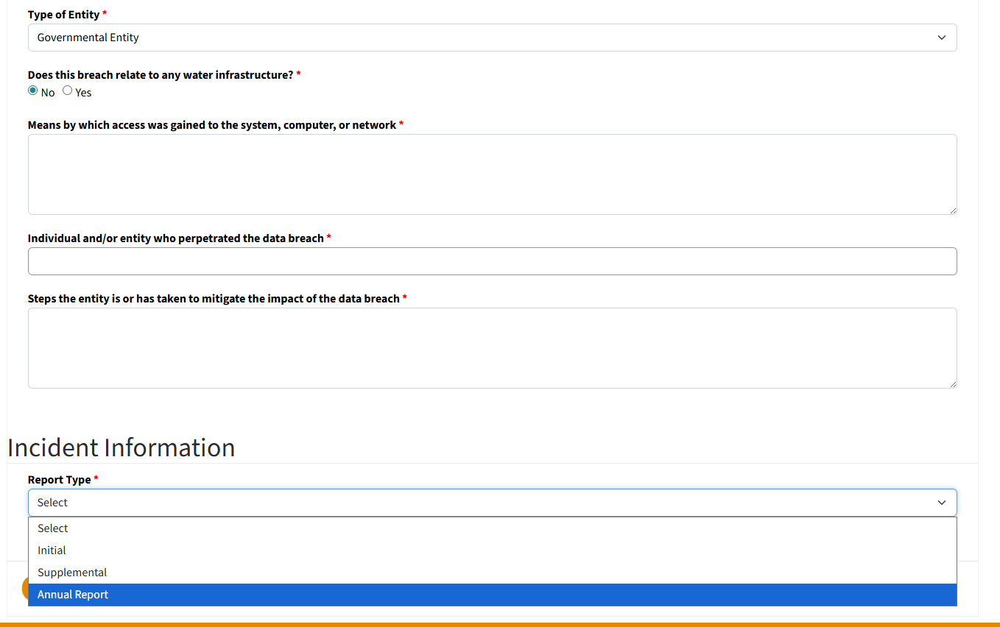 Type of Entity *
Governmental Entity
Does this breach relate to any water infrastructure? *
No Yes
Means by which access was gained to the system, computer, or network *
Individual and/or entity who perpetrated the data breach *
Steps the entity is or has taken to mitigate the impact of the data breach *
Incident Information
Report Type *
Select
Select
Initial
Supplemental
Annual Report